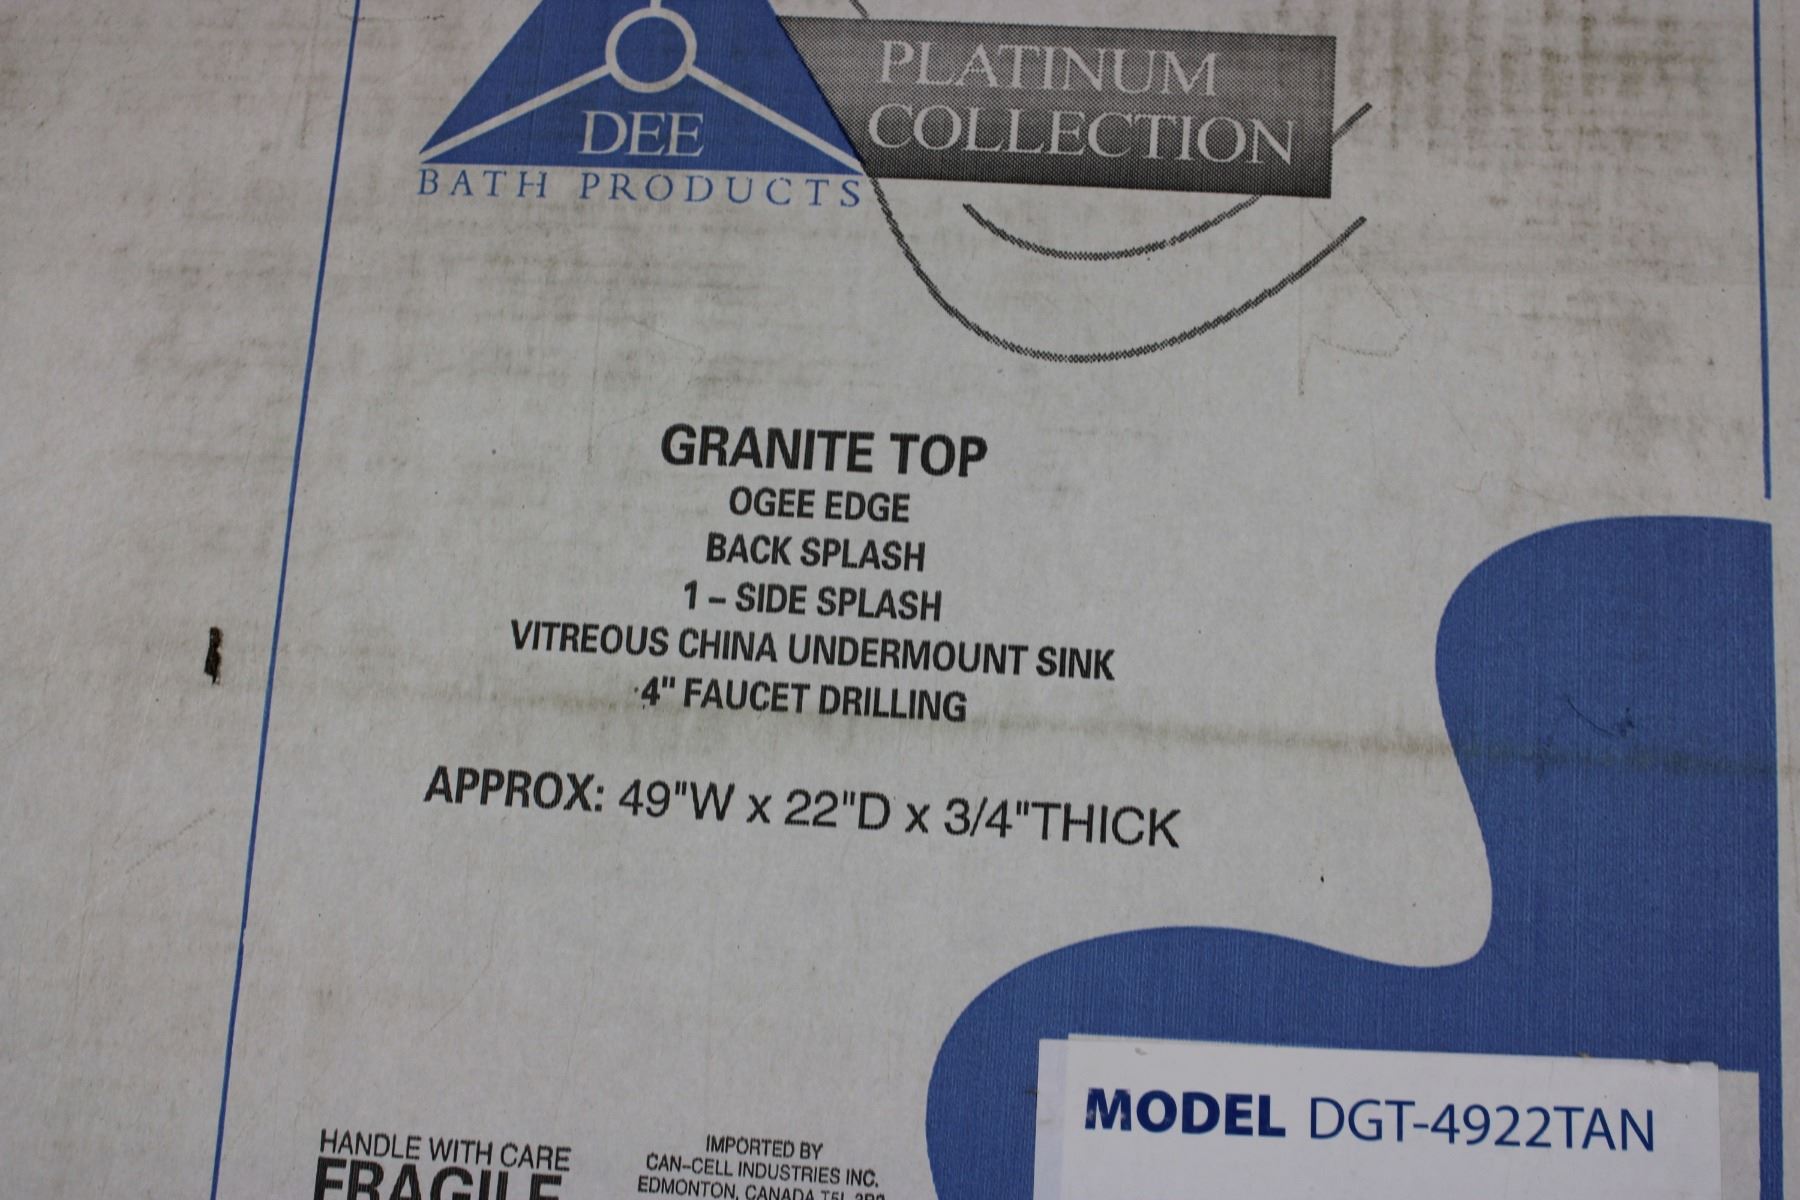 PLATINUM
COLLECTION
DEE
BATH PRODUCTS
GRANITE TOP
OGEE EDGE
BACK SPLASH
1 – SIDE SPLASH
VITREOUS CHINA UNDERMOUNT SINK
4" FAUCET DRILLING
APPROX: 49"W x 22"D x 3/4"THICK
MODEL DGT-4922TAN
HANDLE WITH CARE
FRAGILE
IMPORTED BY
CAN-CELL INDUSTRIES INC.
EDMONTON, CANADA T5L